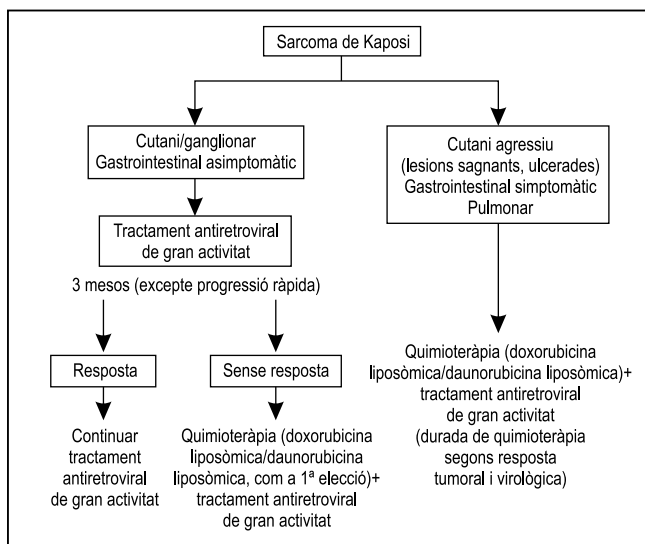 Sarcoma de Kaposi
Cutani/ganglionar
Gastrointestinal asimptomàtic
Cutani agressiu
(lesions sagnants, ulcerades)
Gastrointestinal simptomàtic
Pulmonar
Tractament antiretroviral
de gran activitat
3 mesos (excepte progressió ràpida)
Resposta
Sense resposta
Continuar
tractament
antiretroviral
de gran activitat
Quimioteràpia (doxorubicina
liposòmica/daunorubicina
liposòmica, com a 1ª elecció)+
tractament antiretroviral
de gran activitat
Quimioteràpia (doxorubicina
liposòmica/daunorubicina liposòmica)+
tractament antiretroviral
de gran activitat
(durada de quimioteràpia
segons resposta
tumoral i virològica)